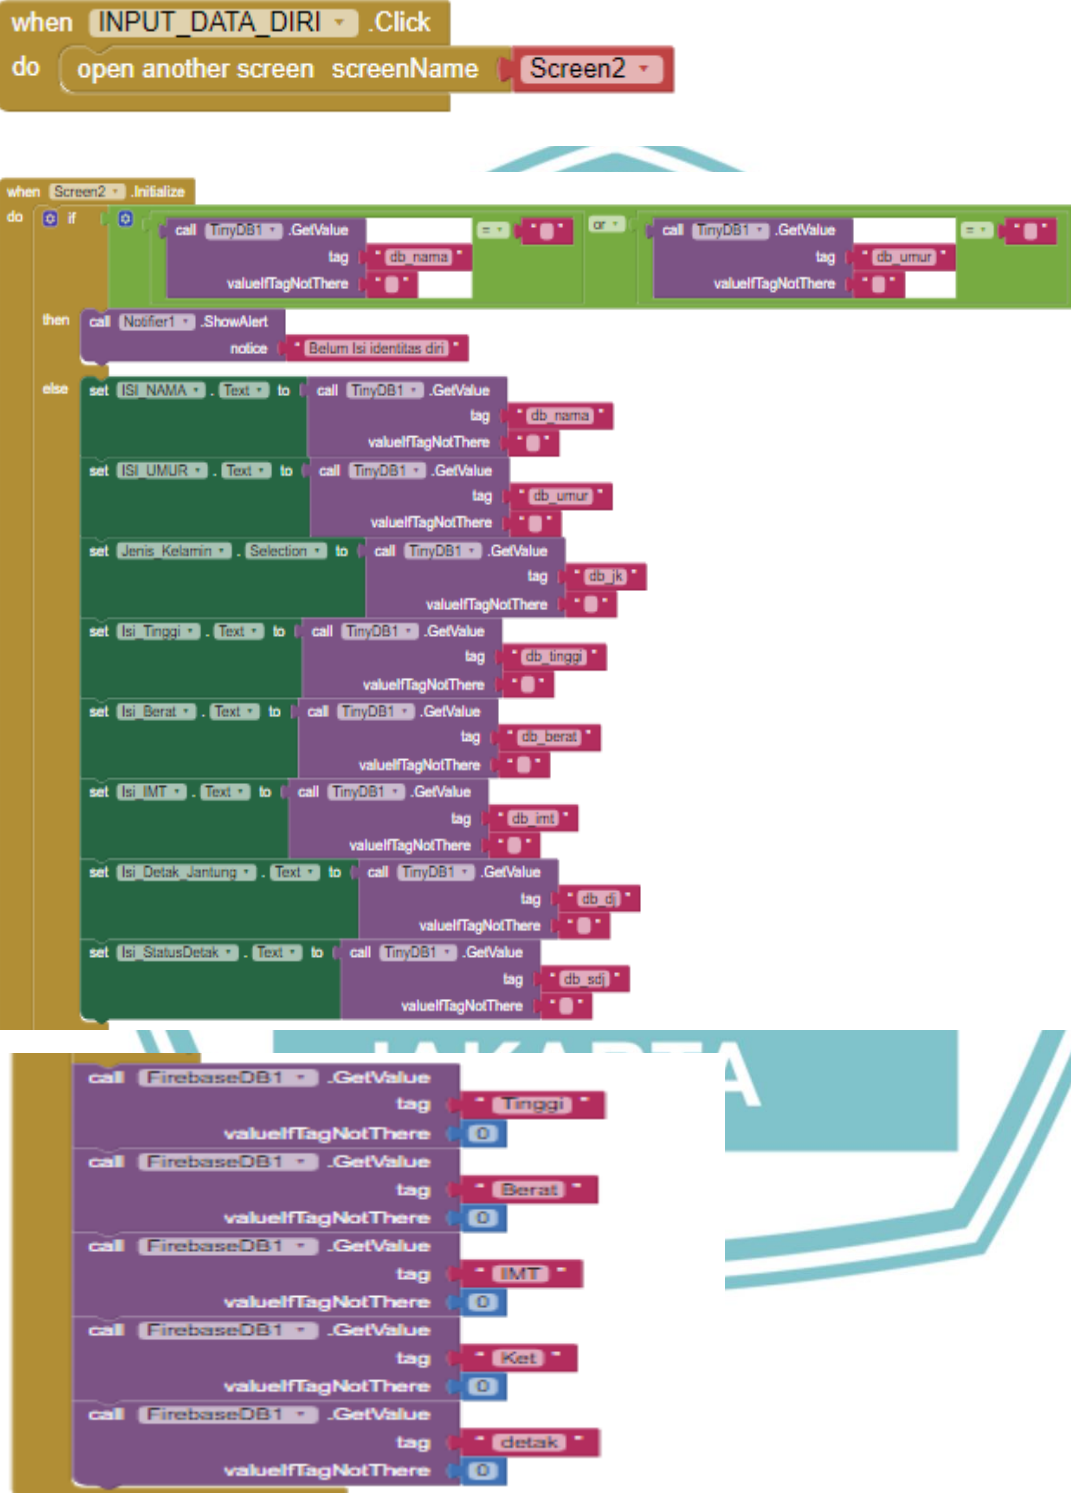 when INPUT_DATA_DIRI .Click
do open another screen screenName Screen2
when Screen2 .Initialize
do if call TinyDB1 .GetValue = " " or call TinyDB1 .GetValue = " "
tag " db_nama " tag " db_umur "
valueIfTagNotThere " " valueIfTagNotThere " "
then call Notifier1 .ShowAlert
notice " Belum Isi identitas diri "
else set ISI_NAMA . Text to call TinyDB1 .GetValue
tag " db_nama "
valueIfTagNotThere " "
set ISI_UMUR . Text to call TinyDB1 .GetValue
tag " db_umur "
valueIfTagNotThere " "
set Jenis_Kelamin . Selection to call TinyDB1 .GetValue
tag " db_jk "
valueIfTagNotThere " "
set Isi_Tinggi . Text to call TinyDB1 .GetValue
tag " db_tinggi "
valueIfTagNotThere " "
set Isi_Berat . Text to call TinyDB1 .GetValue
tag " db_berat "
valueIfTagNotThere " "
set Isi_IMT . Text to call TinyDB1 .GetValue
tag " db_imt "
valueIfTagNotThere " "
set Isi_Detak_Jantung . Text to call TinyDB1 .GetValue
tag " db_dj "
valueIfTagNotThere " "
set Isi_StatusDetak . Text to call TinyDB1 .GetValue
tag " db_sdj "
valueIfTagNotThere " "
JAKARTA
call FirebaseDB1 .GetValue
tag " Tinggi "
valueIfTagNotThere 0
call FirebaseDB1 .GetValue
tag " Berat "
valueIfTagNotThere 0
call FirebaseDB1 .GetValue
tag " IMT "
valueIfTagNotThere 0
call FirebaseDB1 .GetValue
tag " Ket "
valueIfTagNotThere 0
call FirebaseDB1 .GetValue
tag " detak "
valueIfTagNotThere 0